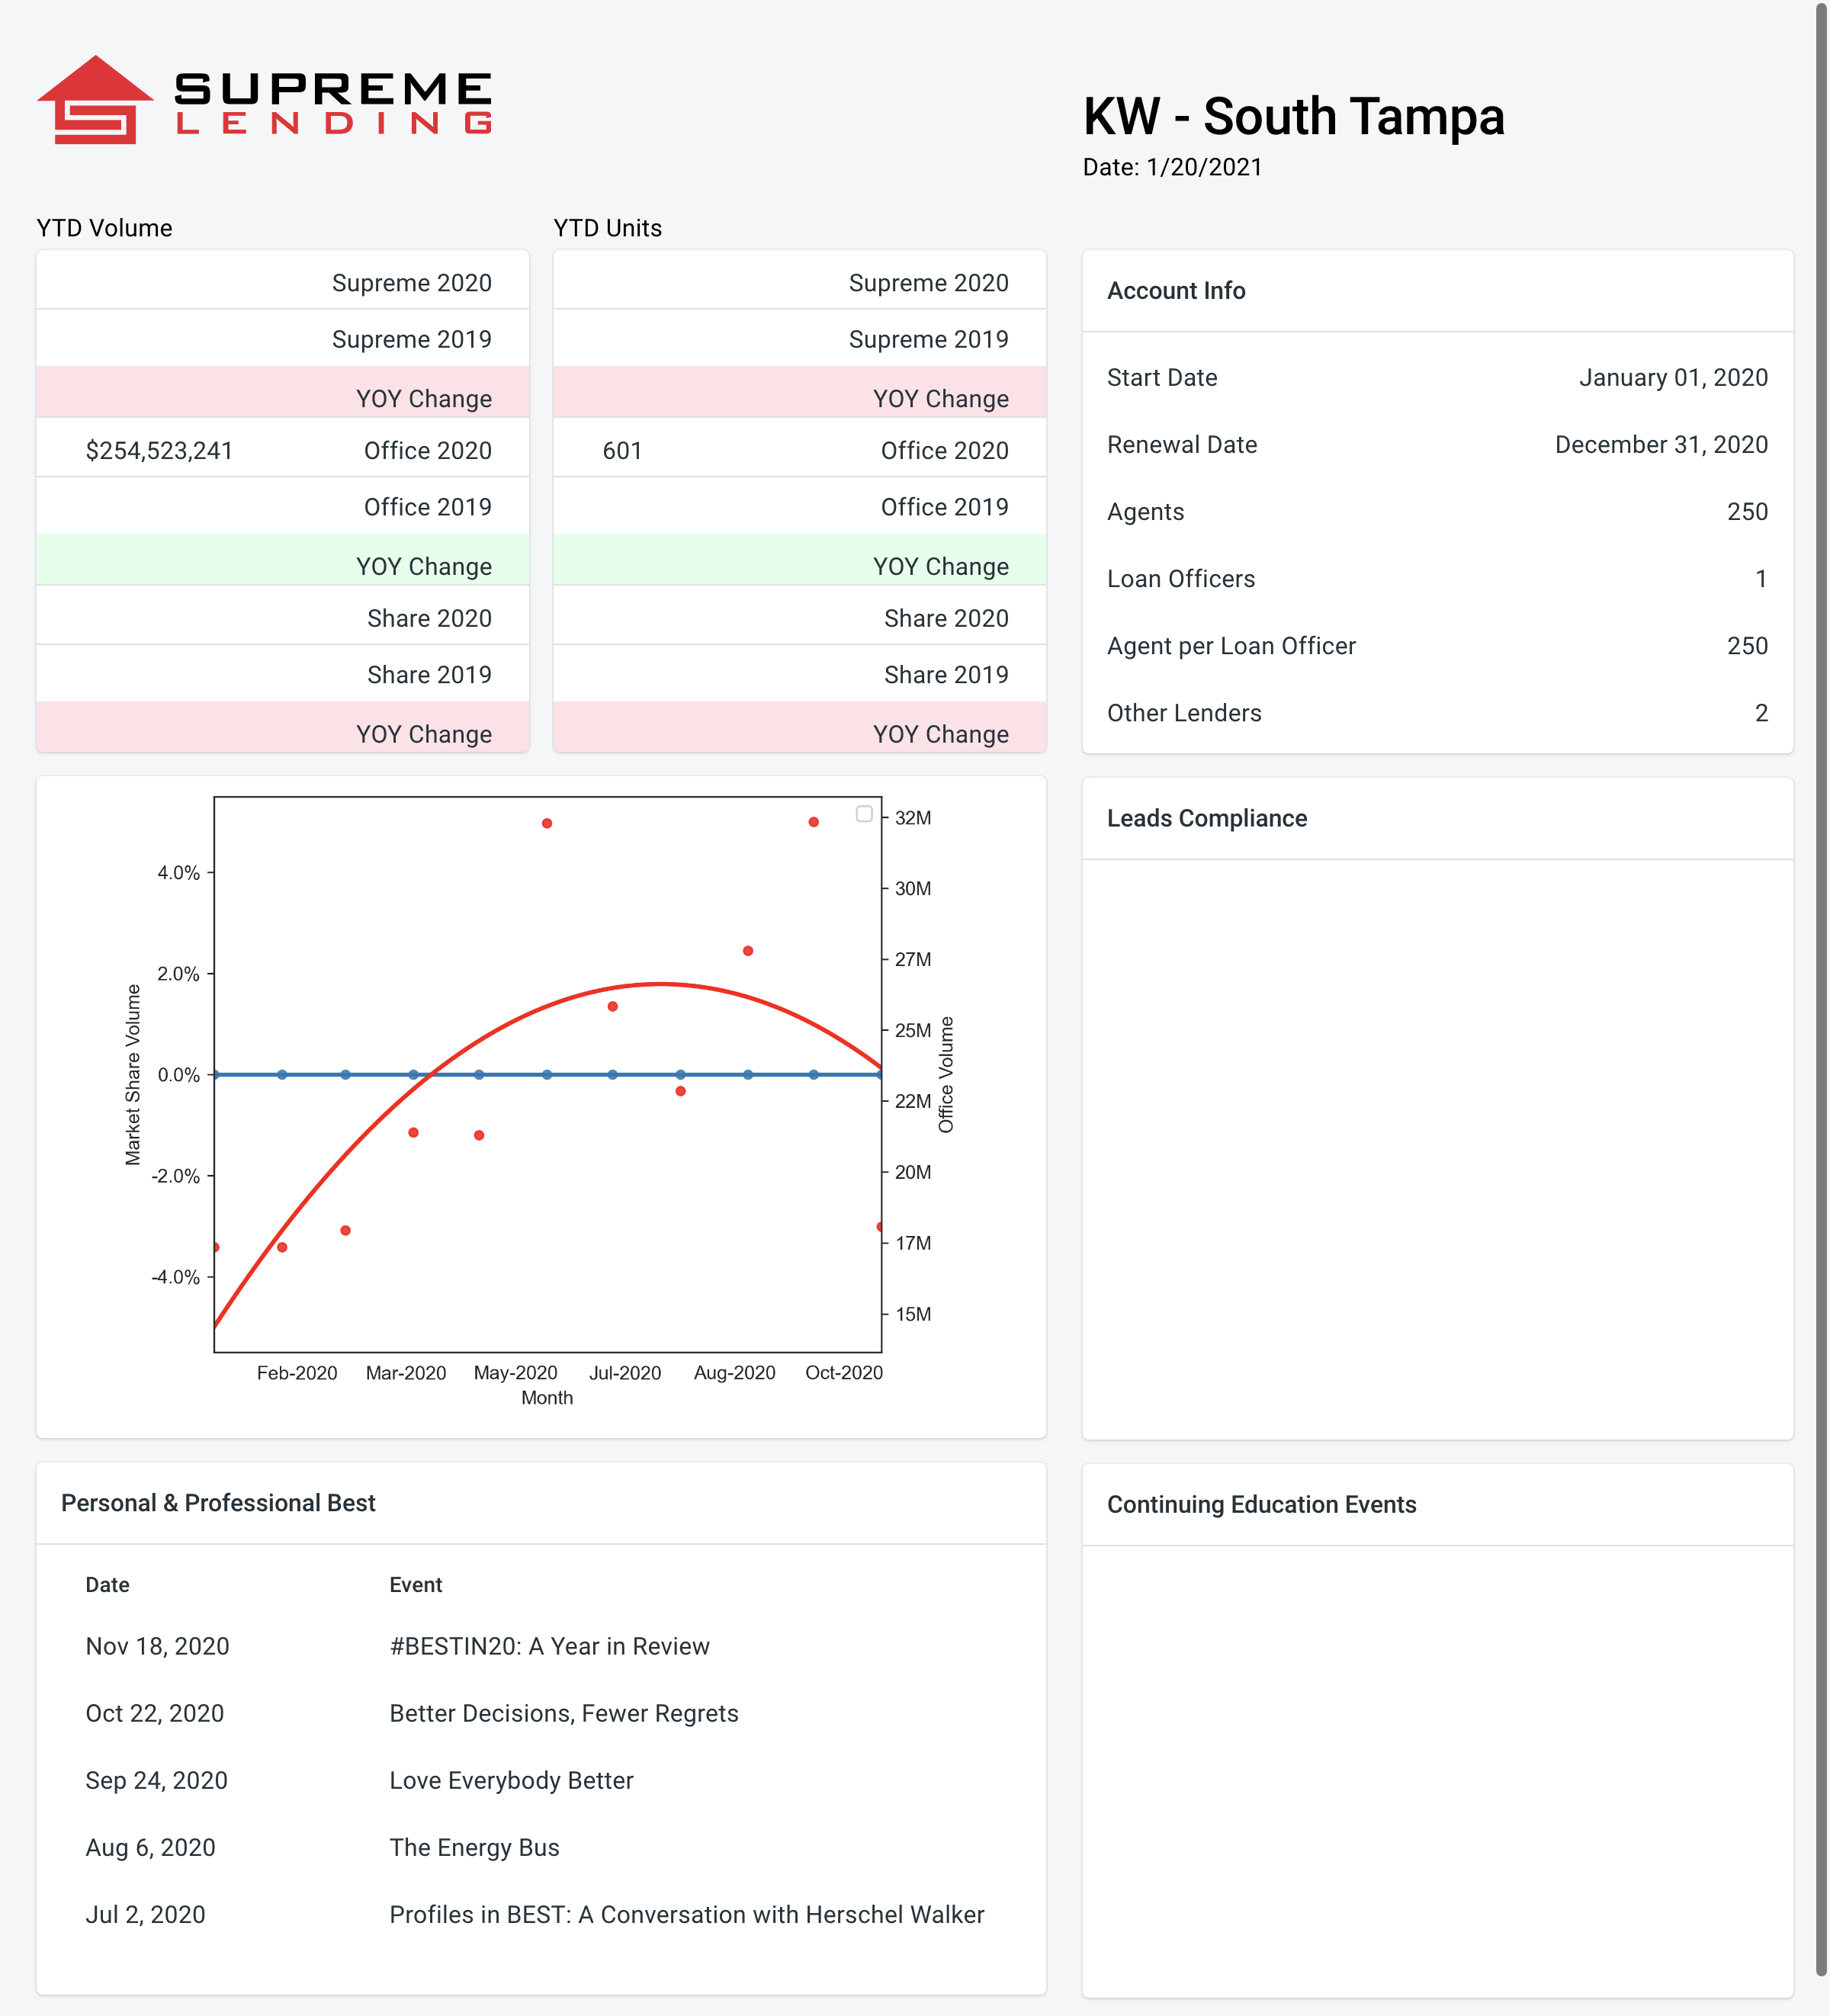 SUPREME
LENDING
KW - South Tampa
Date: 1/20/2021
YTD Volume
Supreme 2020
Supreme 2019
YOY Change
$254,523,241 Office 2020
Office 2019
YOY Change
Share 2020
Share 2019
YOY Change
YTD Units
Supreme 2020
Supreme 2019
YOY Change
601 Office 2020
Office 2019
YOY Change
Share 2020
Share 2019
YOY Change
Account Info
Start Date January 01, 2020
Renewal Date December 31, 2020
Agents 250
Loan Officers 1
Agent per Loan Officer 250
Other Lenders 2
Market Share Volume
4.0%
2.0%
0.0%
-2.0%
-4.0%
32M
30M
27M
25M
22M
20M
17M
15M
Office Volume
Feb-2020 Mar-2020 May-2020 Jul-2020 Aug-2020 Oct-2020
Month
Leads Compliance
Personal & Professional Best
Date Event
Nov 18, 2020 #BESTIN20: A Year in Review
Oct 22, 2020 Better Decisions, Fewer Regrets
Sep 24, 2020 Love Everybody Better
Aug 6, 2020 The Energy Bus
Jul 2, 2020 Profiles in BEST: A Conversation with Herschel Walker
Continuing Education Events